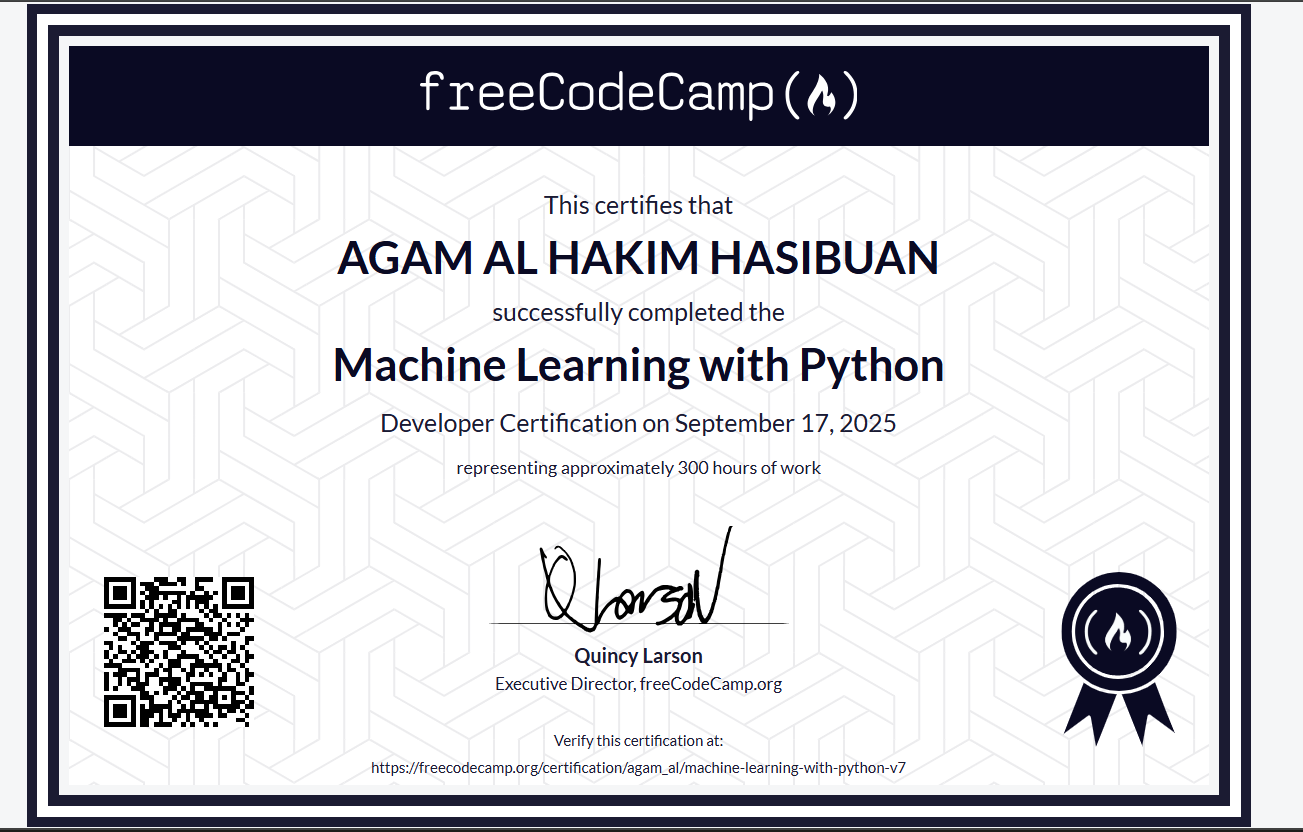 freeCodeCamp
This certifies that
AGAM AL HAKIM HASIBUAN
successfully completed the
Machine Learning with Python
Developer Certification on September 17, 2025
representing approximately 300 hours of work
Q Larson
Quincy Larson
Executive Director, freeCodeCamp.org
Verify this certification at:
https://freecodecamp.org/certification/agam_al/machine-learning-with-python-v7